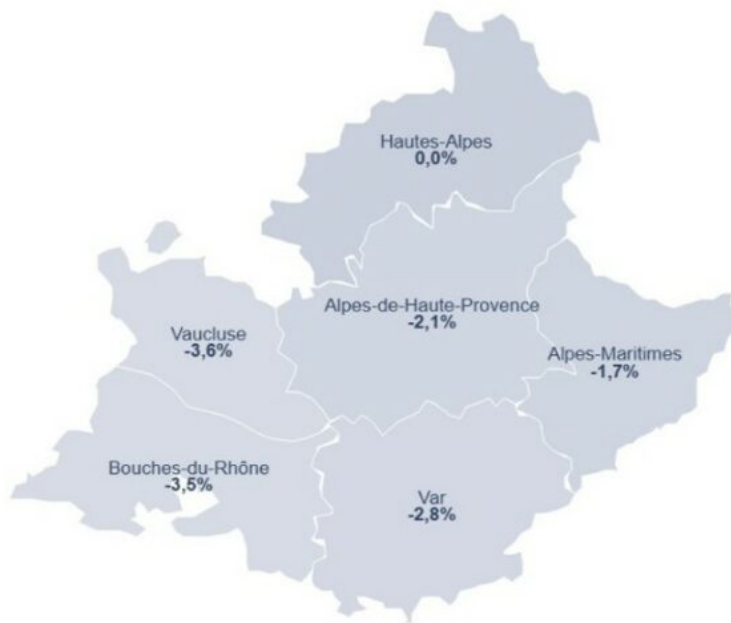 Hautes-Alpes
0,0%
Alpes-de-Haute-Provence
-2,1%
Vaucluse
-3,6%
Alpes-Maritimes
-1,7%
Bouches-du-Rhône
-3,5%
Var
-2,8%